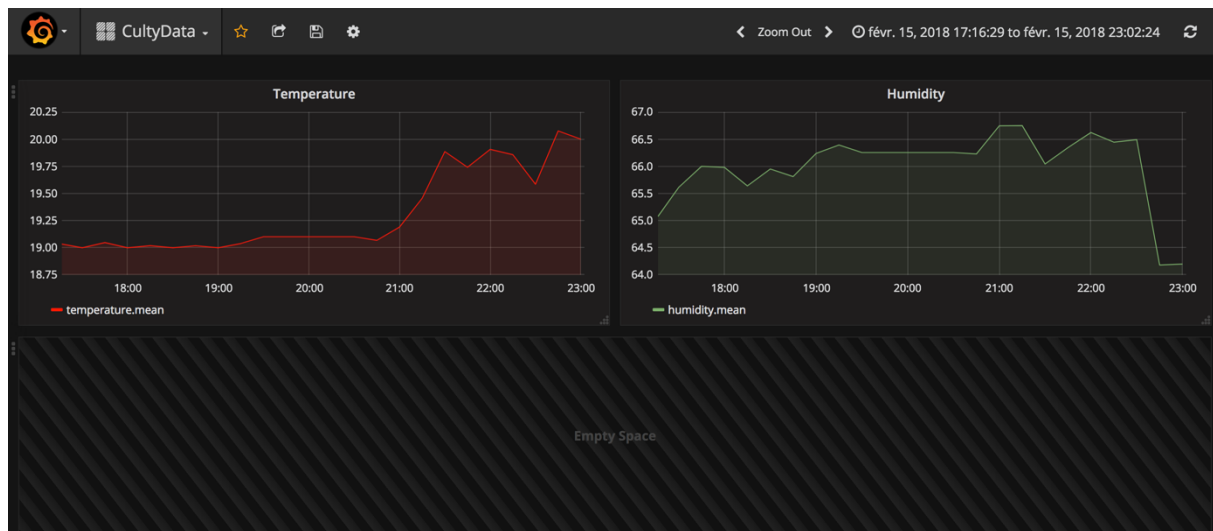 CultyData
Zoom Out
févr. 15, 2018 17:16:29 to févr. 15, 2018 23:02:24
Temperature
20.25
20.00
19.75
19.50
19.25
19.00
18.75
18:00 19:00 20:00 21:00 22:00 23:00
temperature.mean
Humidity
67.0
66.5
66.0
65.5
65.0
64.5
64.0
18:00 19:00 20:00 21:00 22:00 23:00
humidity.mean
Empty Space